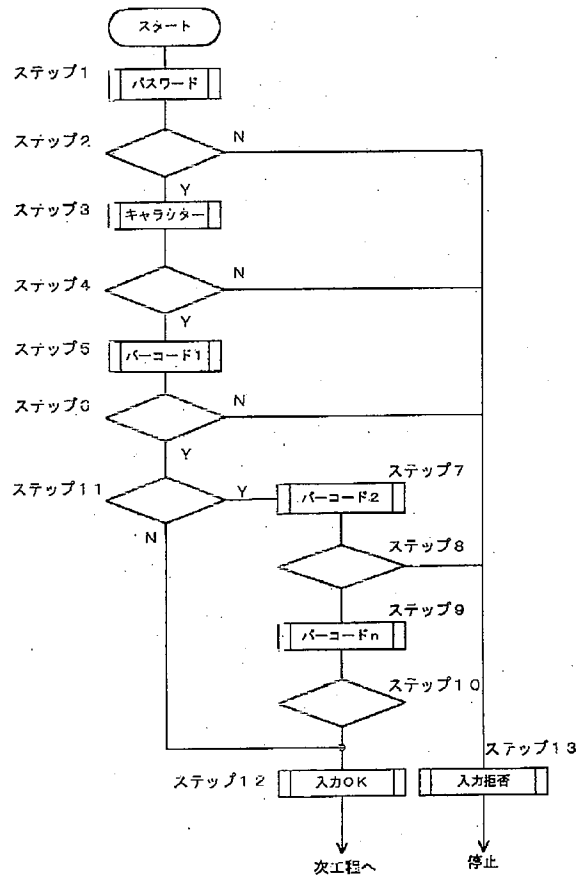 スタート
ステップ1
パスワード
ステップ2
N
Y
ステップ3
キャラクター
ステップ4
N
Y
ステップ5
バーコード1
ステップ6
N
Y
ステップ11
Y
N
ステップ7
バーコード2
ステップ8
ステップ9
バーコードn
ステップ10
ステップ13
ステップ12
入力OK
入力拒否
次工程へ
停止